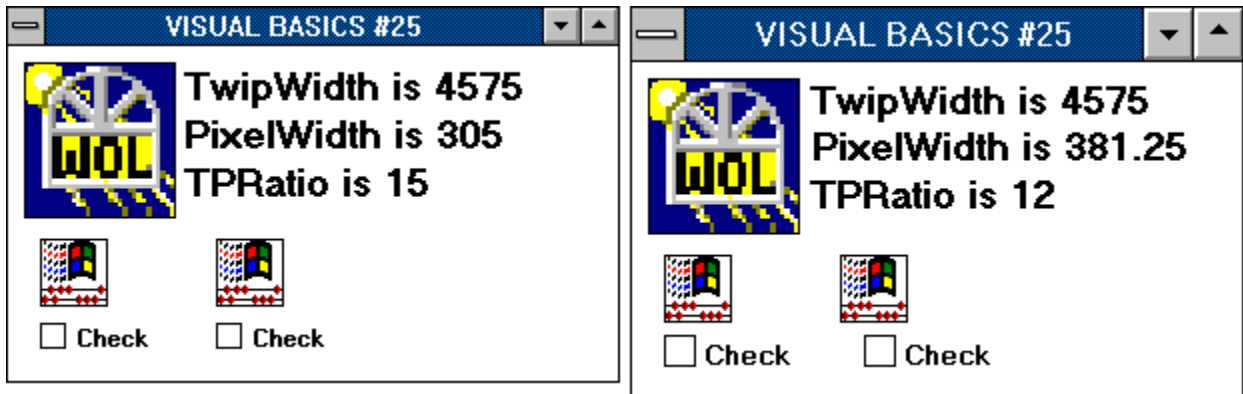 VISUAL BASICS #25
WOL
TwipWidth is 4575
PixelWidth is 305
TPRatio is 15
Check Check
VISUAL BASICS #25
WOL
TwipWidth is 4575
PixelWidth is 381.25
TPRatio is 12
Check Check